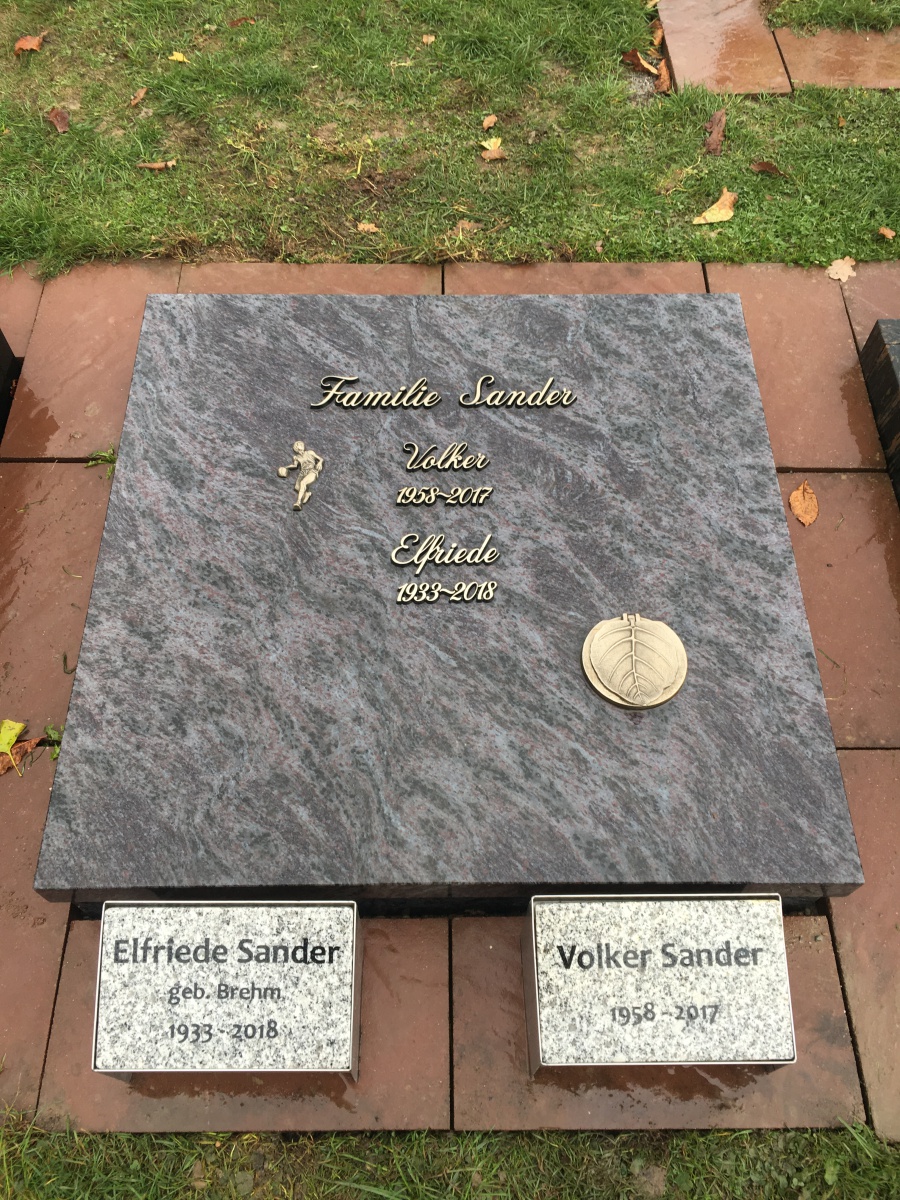 Familie Sander
Volker
1958~2017
Elfriede
1933~2018
Elfriede Sander
geb. Brehm
1933 - 2018
Volker Sander
1958 - 2017